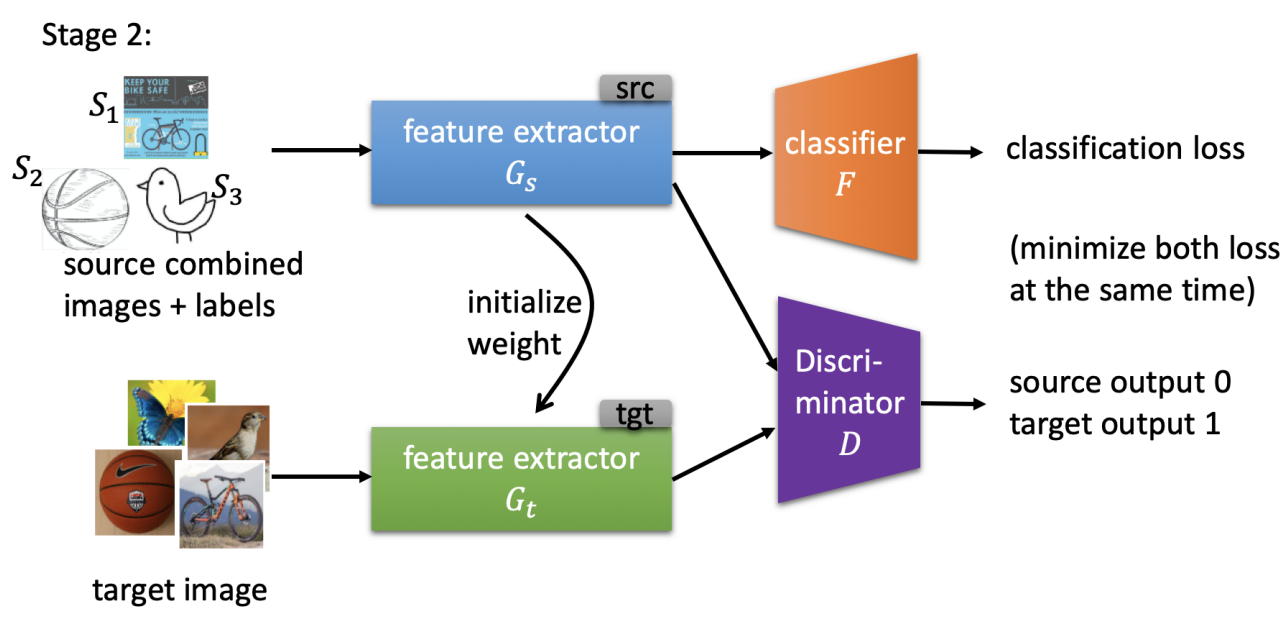 Stage 2:
S₁
KEEP YOUR
BIKE SAFE
S₂
S₃
source combined
images + labels
src
feature extractor
Gₛ
classifier
F
classification loss
(minimize both loss
at the same time)
initialize
weight
Discri-
minator
D
source output 0
target output 1
tgt
feature extractor
Gₜ
target image